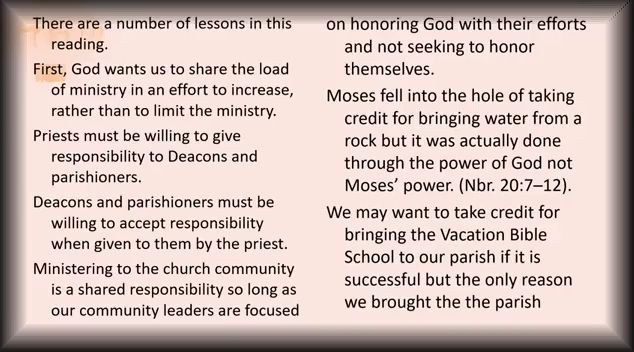 There are a number of lessons in this
reading.
First, God wants us to share the load
of ministry in an effort to increase,
rather than to limit the ministry.
Priests must be willing to give
responsibility to Deacons and
parishioners.
Deacons and parishioners must be
willing to accept responsibility
when given to them by the priest.
Ministering to the church community
is a shared responsibility so long as
our community leaders are focused
on honoring God with their efforts
and not seeking to honor
themselves.
Moses fell into the hole of taking
credit for bringing water from a
rock but it was actually done
through the power of God not
Moses’ power. (Nbr. 20:7–12).
We may want to take credit for
bringing the Vacation Bible
School to our parish if it is
successful but the only reason
we brought the the parish